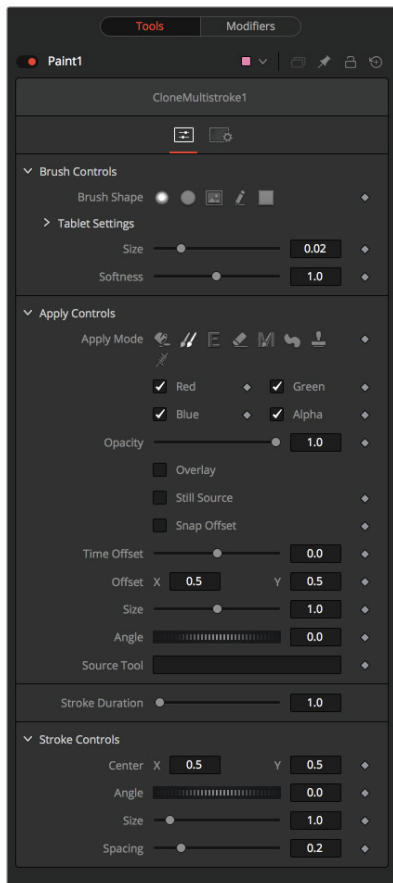 Tools Modifiers
Paint1
CloneMultistroke1
Brush Controls
Brush Shape
Tablet Settings
Size 0.02
Softness 1.0
Apply Controls
Apply Mode
Red Green
Blue Alpha
Opacity 1.0
Overlay
Still Source
Snap Offset
Time Offset 0.0
Offset X 0.5 Y 0.5
Size 1.0
Angle 0.0
Source Tool
Stroke Duration 1.0
Stroke Controls
Center X 0.5 Y 0.5
Angle 0.0
Size 1.0
Spacing 0.2